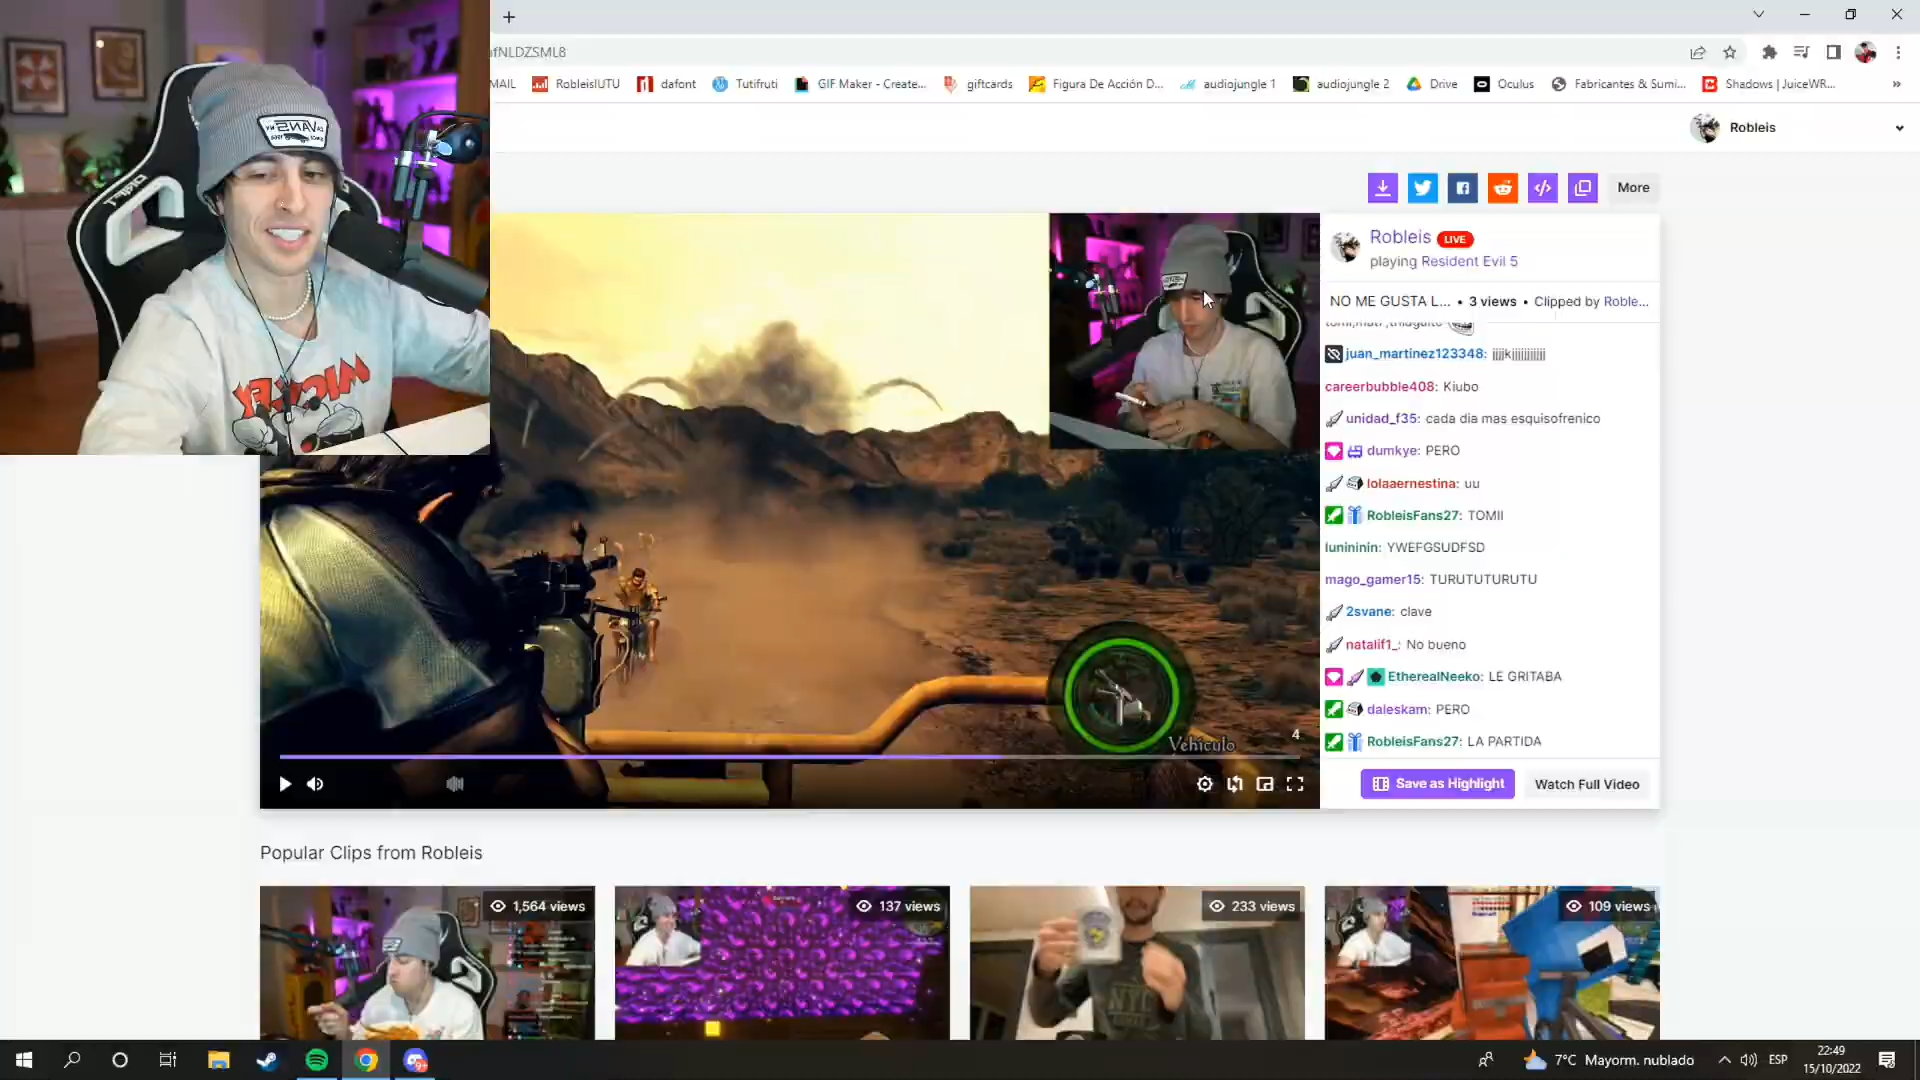 fNLDZSML8
MAIL RobleisIUTU dafont Tutifruti GIF Maker - Create... giftcards Figura De Acción D... audiojungle 1 audiojungle 2 Drive Oculus Fabricantes & Sumi... Shadows | JuiceWR... »
Robleis
More
Robleis LIVE
playing Resident Evil 5
NO ME GUSTA L... • 3 views • Clipped by Roble...
juan_martinez123348: jjjjkjjjjjjjjjj
careerbubble408: Kiubo
unidad_f35: cada dia mas esquisofrenico
dumkye: PERO
lolaaernestina: uu
RobleisFans27: TOMII
lunininin: YWEFGSUDFSD
mago_gamer15: TURUTUTURUTU
2svane: clave
natalif1_: No bueno
EtherealNeeko: LE GRITABA
daleskam: PERO
RobleisFans27: LA PARTIDA
4
Vehículo
Save as Highlight Watch Full Video
Popular Clips from Robleis
1,564 views
137 views
233 views
109 views
NYC
VANS
MICKEY
7°C Mayorm. nublado
ESP
22:49
15/10/2022